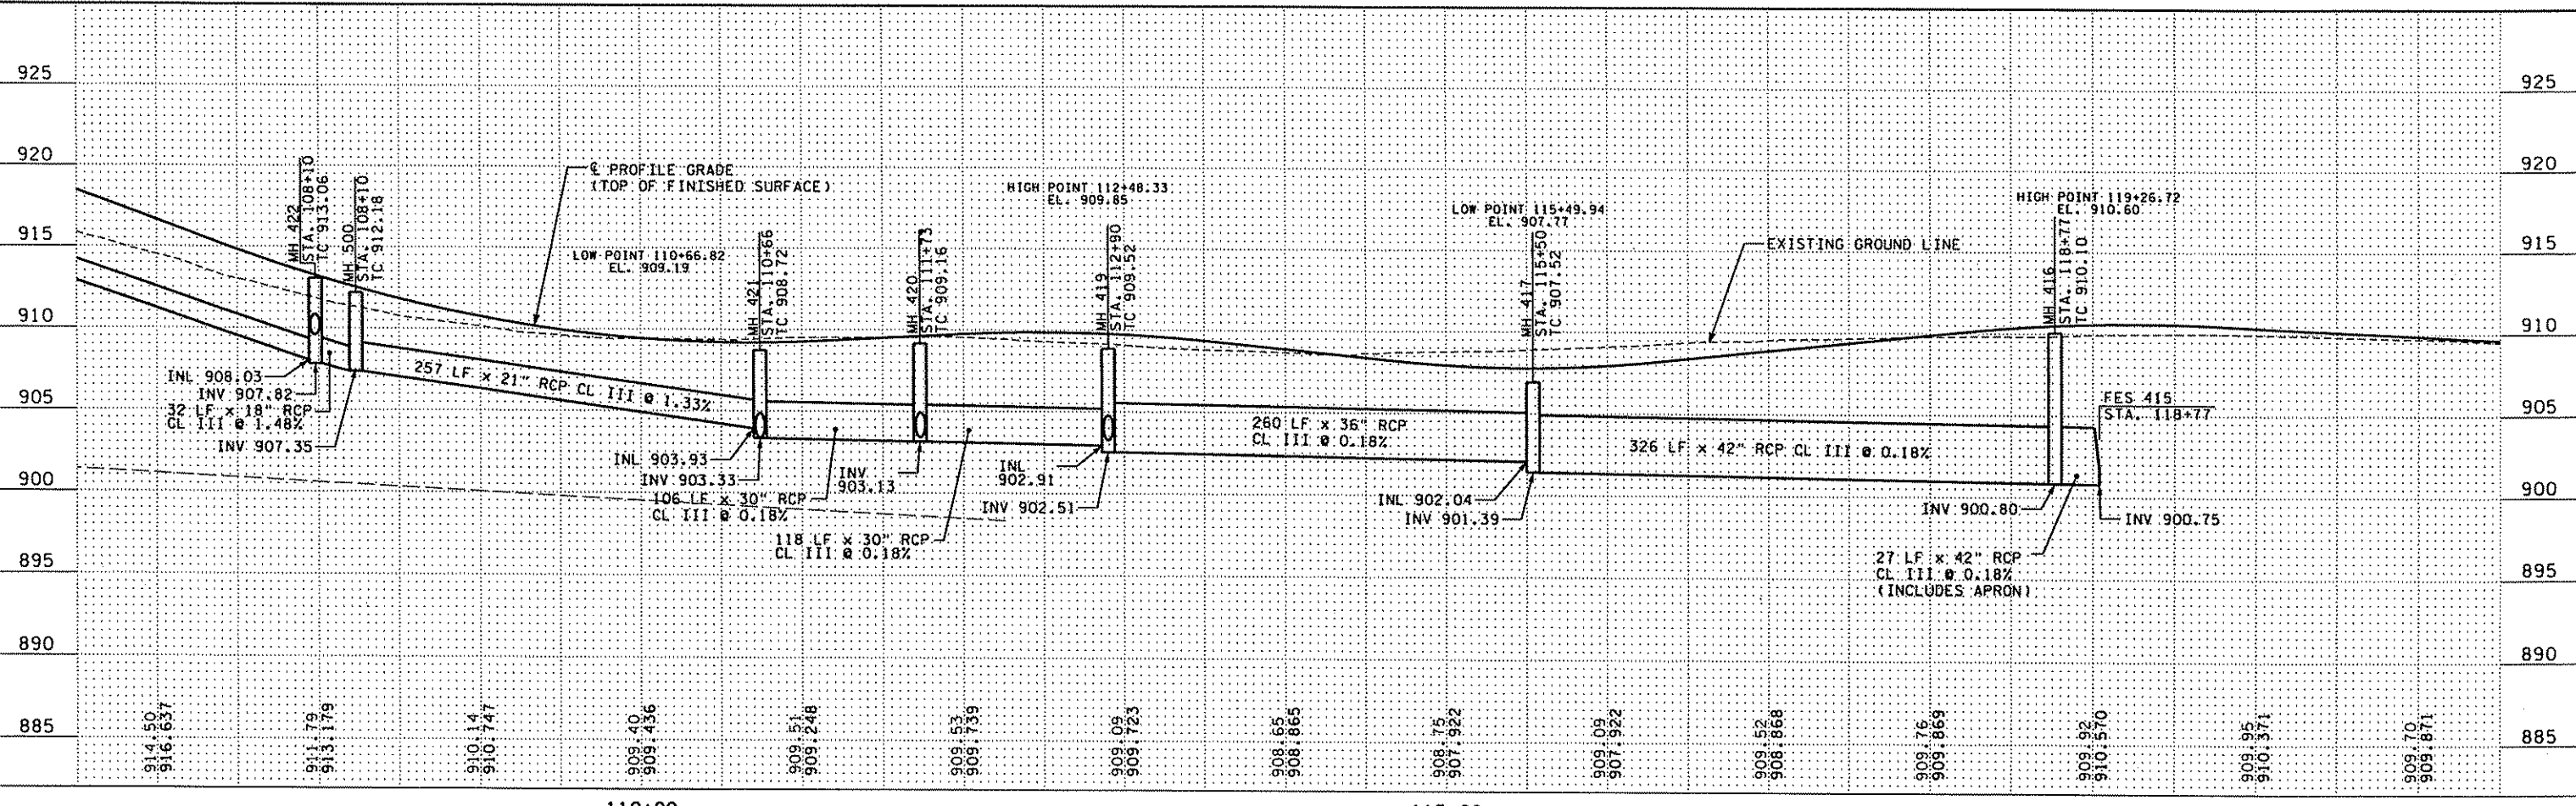 925
920
915
910
905
900
895
890
885
925
920
915
910
905
900
895
890
885
MH 422
STA. 108+10
TC 913.06
MH 500
STA. 108+10
TC 912.18
℄ PROFILE GRADE
(TOP OF FINISHED SURFACE)
LOW POINT 110+66.82
EL. 909.19
MH 421
STA. 110+66
TC 908.72
MH 420
STA. 111+73
TC 909.16
HIGH POINT 112+48.33
EL. 909.85
MH 419
STA. 112+90
TC 909.52
LOW POINT 115+49.94
EL. 907.77
MH 417
STA. 115+50
TC 907.52
EXISTING GROUND LINE
HIGH POINT 119+26.72
EL. 910.60
MH 416
STA. 118+77
TC 910.10
FES 415
STA. 118+77
INL 908.03
INV 907.82
32 LF x 18" RCP
CL III @ 1.48%
INV 907.35
257 LF x 21" RCP CL III @ 1.33%
INL 903.93
INV 903.33
106 LF x 30" RCP
CL III @ 0.18%
INV
903.13
118 LF x 30" RCP
CL III @ 0.18%
INL
902.91
INV 902.51
260 LF x 36" RCP
CL III @ 0.18%
INL 902.04
INV 901.39
326 LF x 42" RCP CL III @ 0.18%
INV 900.80
INV 900.75
27 LF x 42" RCP
CL III @ 0.18%
(INCLUDES APRON)
914.50
916.637
911.79
913.179
910.14
910.747
909.40
909.436
909.51
909.248
909.53
909.739
909.09
909.723
908.65
908.865
908.75
907.922
909.09
907.922
909.52
908.868
909.76
909.869
909.92
910.570
909.95
910.371
909.70
909.871